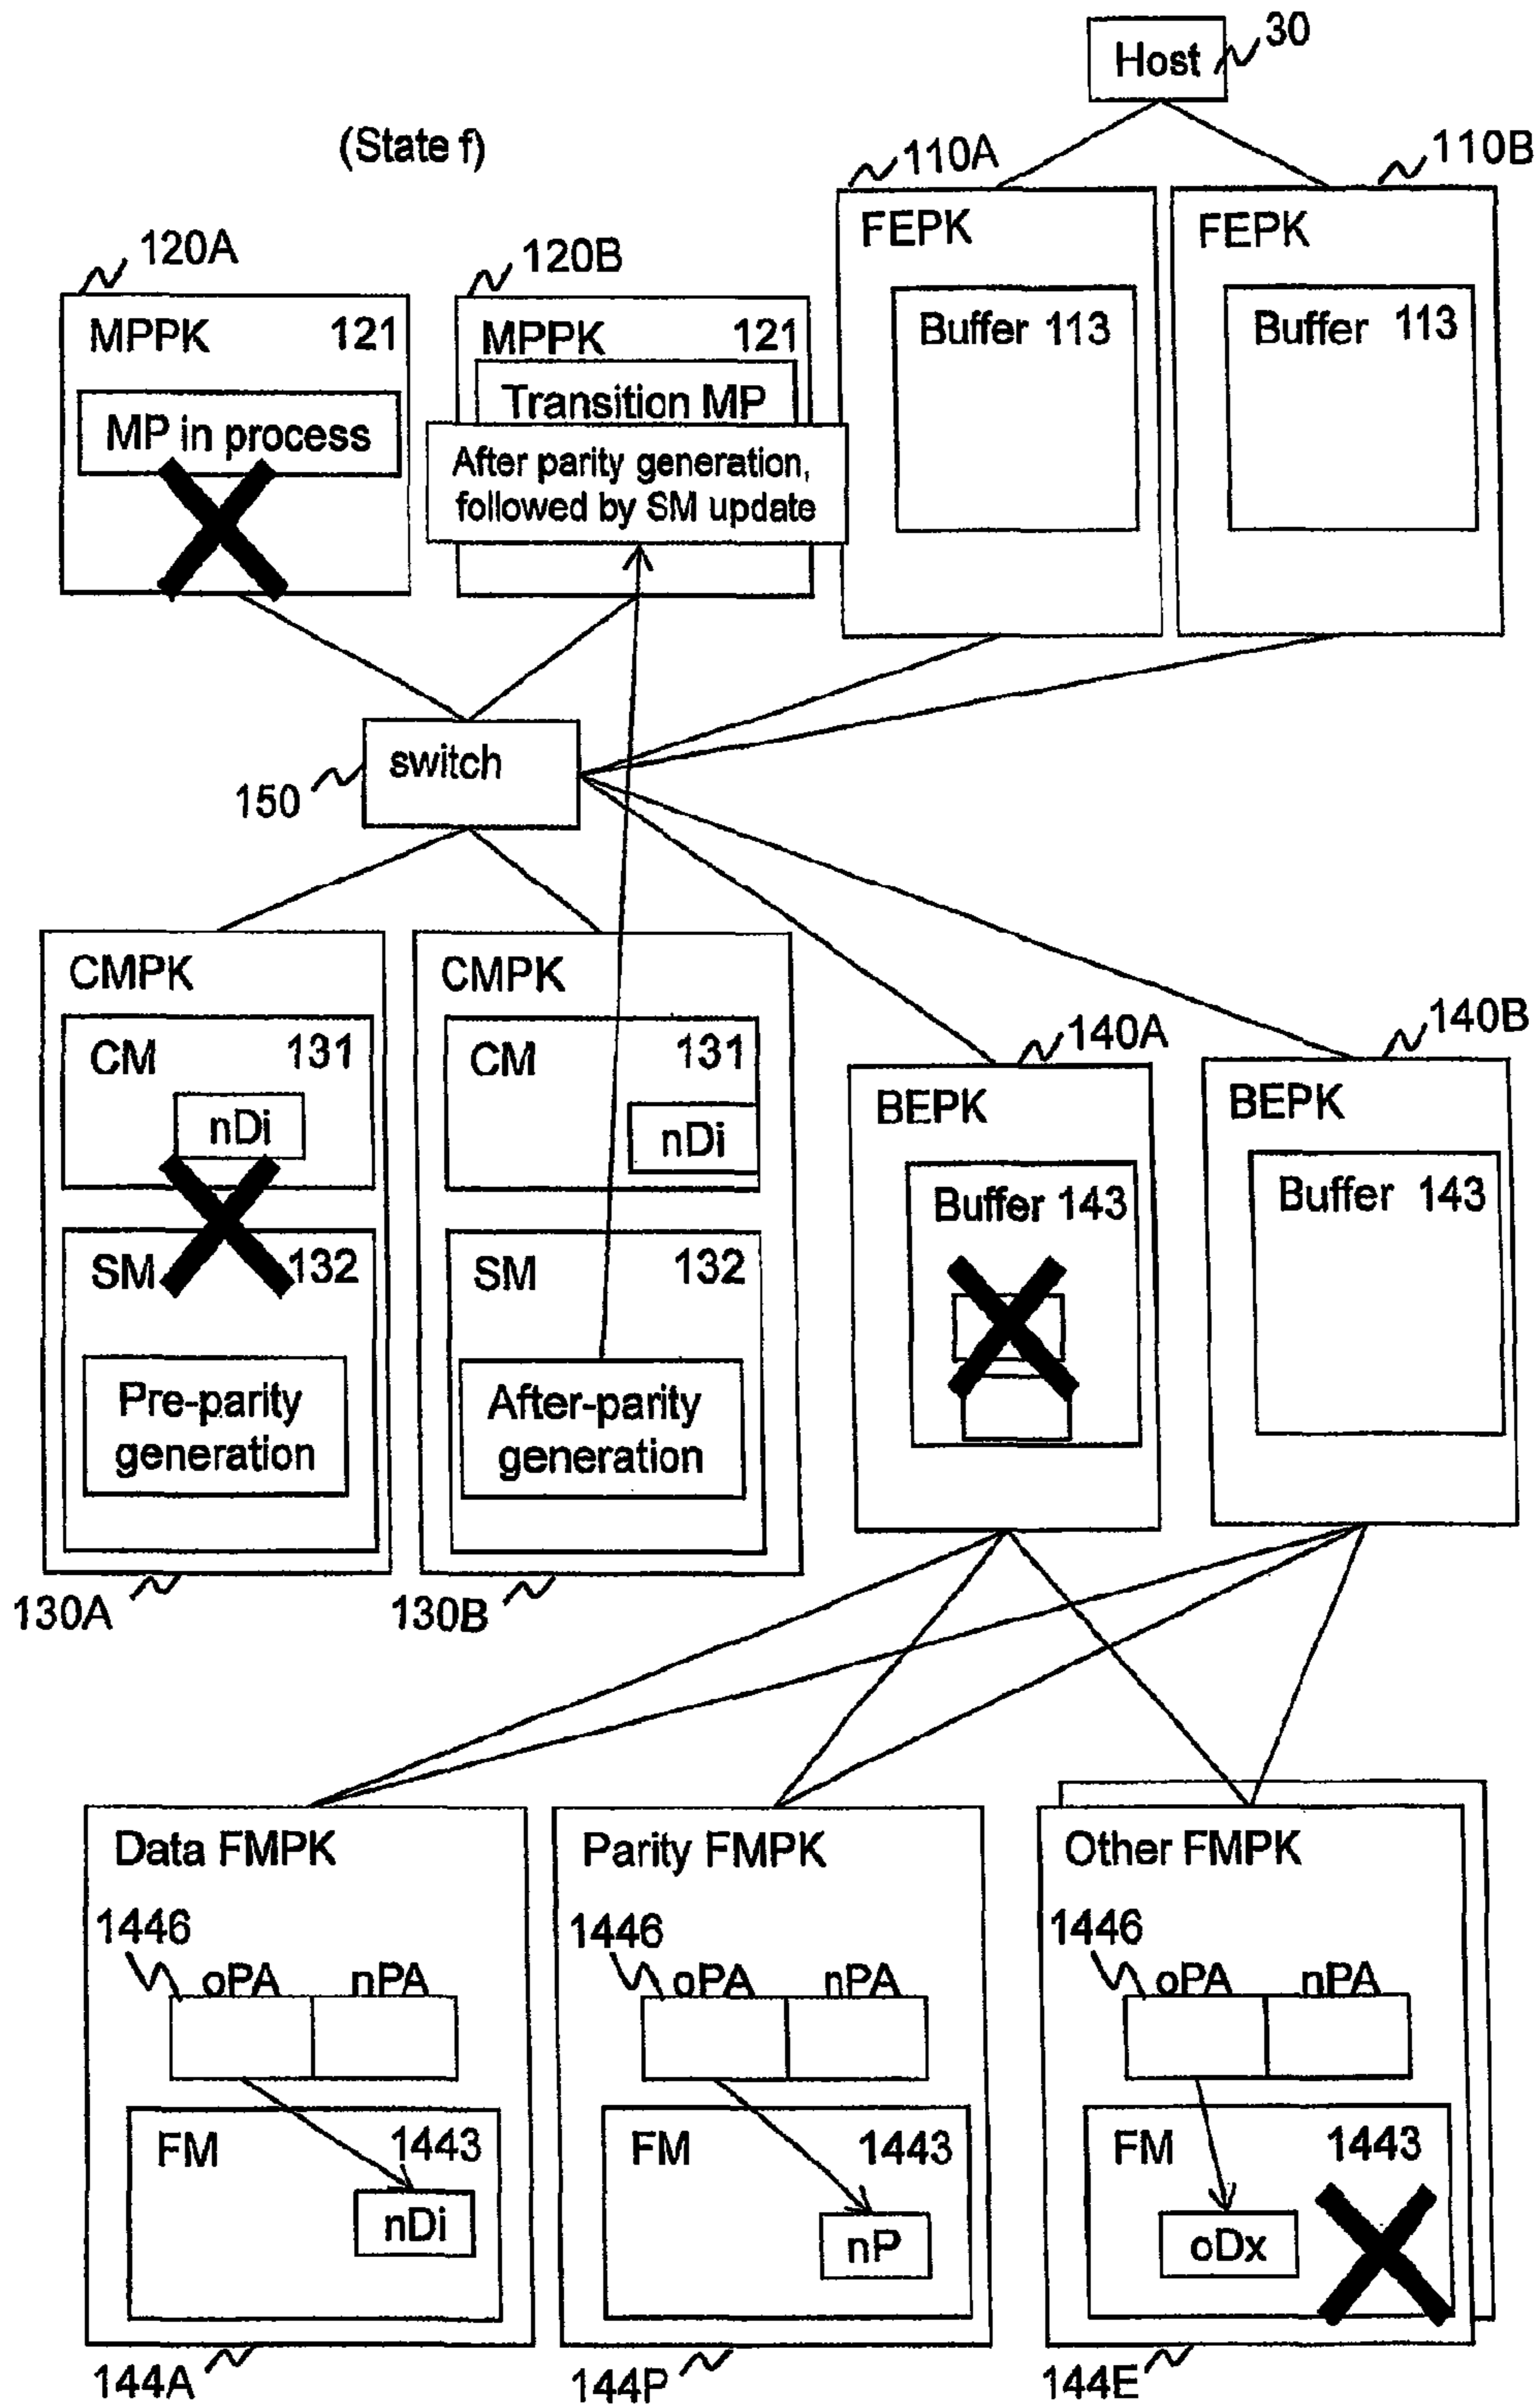 Host
30
(State f)
110A
110B
FEPK
Buffer 113
FEPK
Buffer 113
120A
MPPK 121
MP in process
120B
MPPK 121
Transition MP
After parity generation,
followed by SM update
switch
150
CMPK
CM 131
nDi
SM 132
Pre-parity
generation
130A
CMPK
CM 131
nDi
SM 132
After-parity
generation
130B
140A
BEPK
Buffer 143
140B
BEPK
Buffer 143
Data FMPK
1446
oPA nPA
FM 1443
nDi
144A
Parity FMPK
1446
oPA nPA
FM 1443
nP
144P
Other FMPK
1446
oPA nPA
FM 1443
oDx
144E